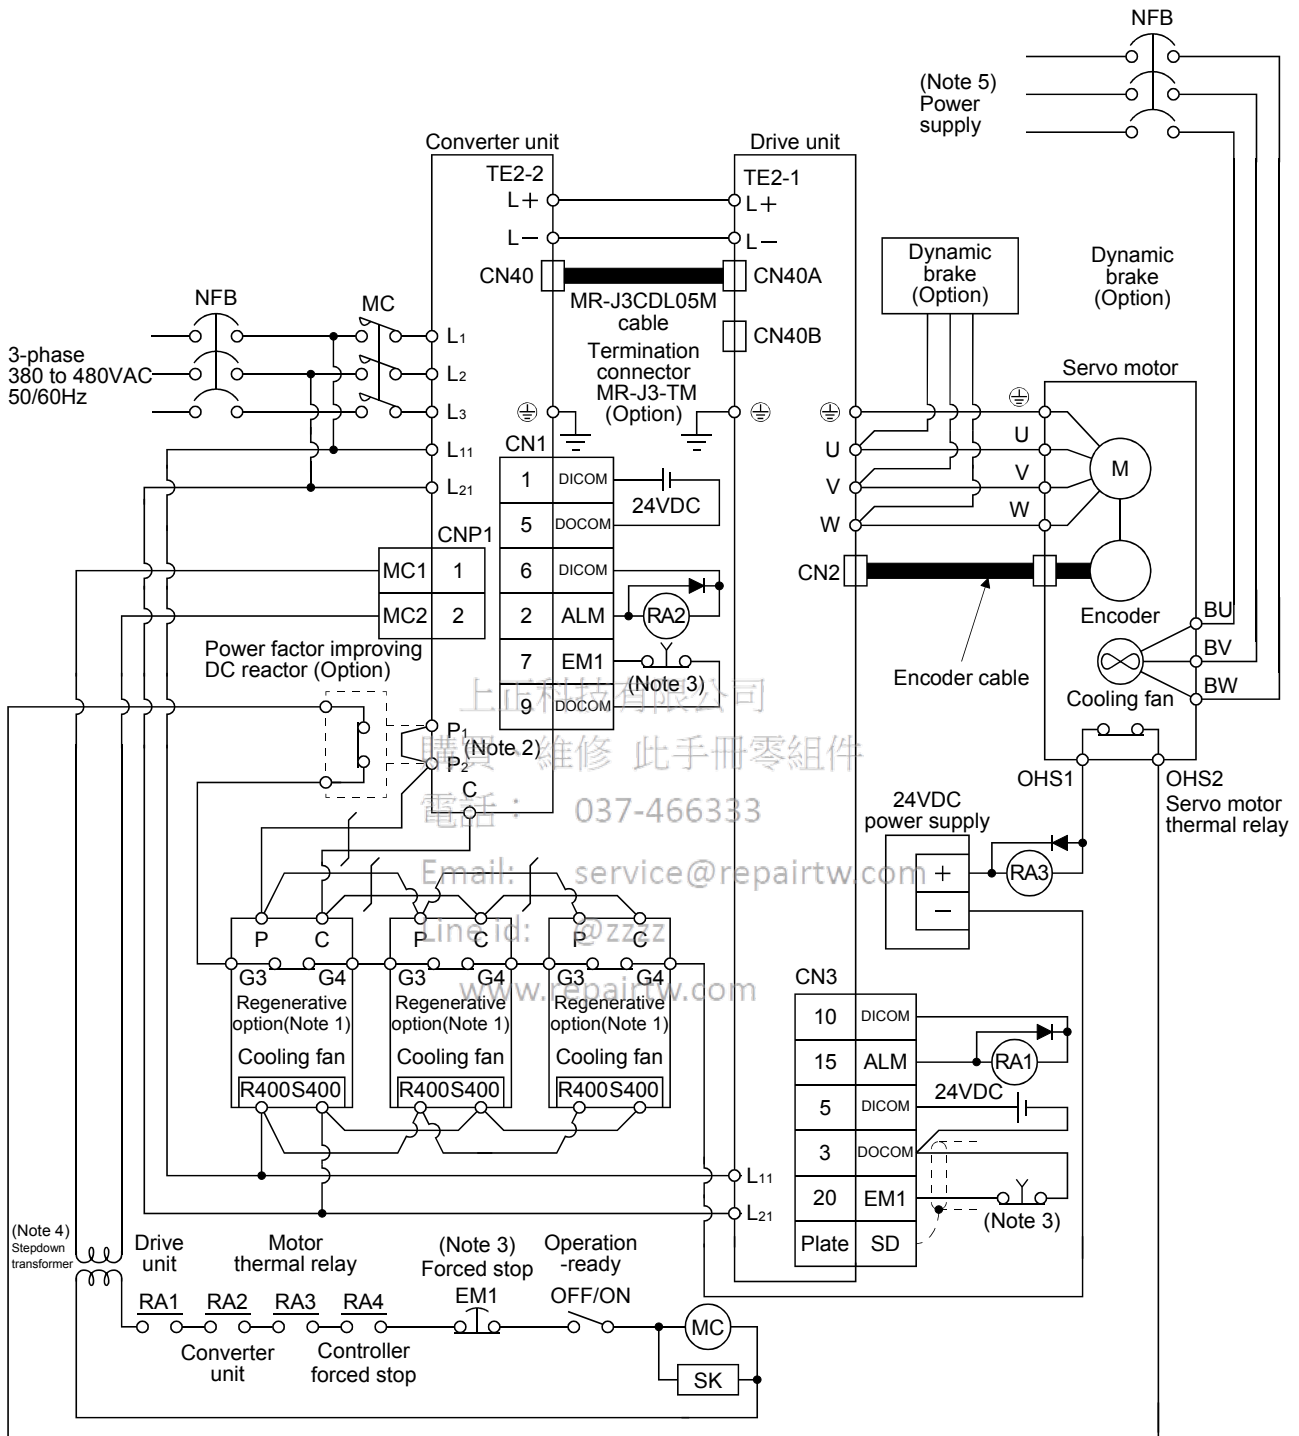 NFB
(Note 5)
Power
supply
Converter unit
Drive unit
TE2-2
L+
L−
CN40
TE2-1
L+
L−
CN40A
MR-J3CDL05M
cable
CN40B
Termination
connector
MR-J3-TM
(Option)
Dynamic
brake
(Option)
Dynamic
brake
(Option)
NFB
MC
3-phase
380 to 480VAC
50/60Hz
L1
L2
L3
L11
L21
Servo motor
U
V
W
U
V
W
M
CN2
Encoder
Encoder cable
Cooling fan
BU
BV
BW
OHS1
OHS2
Servo motor
thermal relay
CN1
1 DICOM
5 DOCOM
6 DICOM
2 ALM
7 EM1
9 DOCOM
24VDC
RA2
(Note 3)
CNP1
MC1 1
MC2 2
Power factor improving
DC reactor (Option)
P1
P2
(Note 2)
C
上正科技有限公司
購買、維修 此手冊零組件
電話： 037-466333
Email: service@repairtw.com
Line id: @zzzz
www.repairtw.com
24VDC
power supply
+
−
RA3
P C P C P C
G3 G4 G3 G4 G3 G4
Regenerative
option(Note 1)
Regenerative
option(Note 1)
Regenerative
option(Note 1)
Cooling fan
Cooling fan
Cooling fan
R400S400
R400S400
R400S400
CN3
10 DICOM
15 ALM
5 DICOM
3 DOCOM
20 EM1
Plate SD
RA1
24VDC
(Note 3)
L11
L21
(Note 4)
Stepdown
transformer
Drive
unit
Motor
thermal relay
(Note 3)
Forced stop
EM1
Operation
-ready
OFF/ON
RA1
RA2
RA3
RA4
Converter
unit
Controller
forced stop
MC
SK